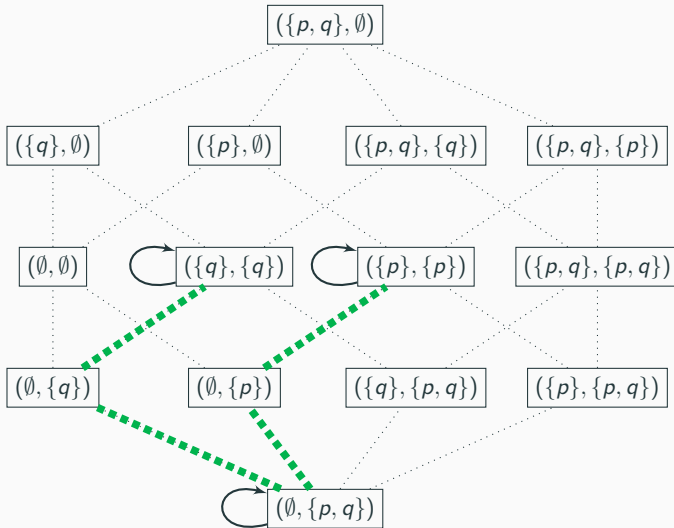 ({p, q}, ∅)
({q}, ∅) ({p}, ∅) ({p, q}, {q}) ({p, q}, {p})
(∅, ∅) ({q}, {q}) ({p}, {p}) ({p, q}, {p, q})
(∅, {q}) (∅, {p}) ({q}, {p, q}) ({p}, {p, q})
(∅, {p, q})